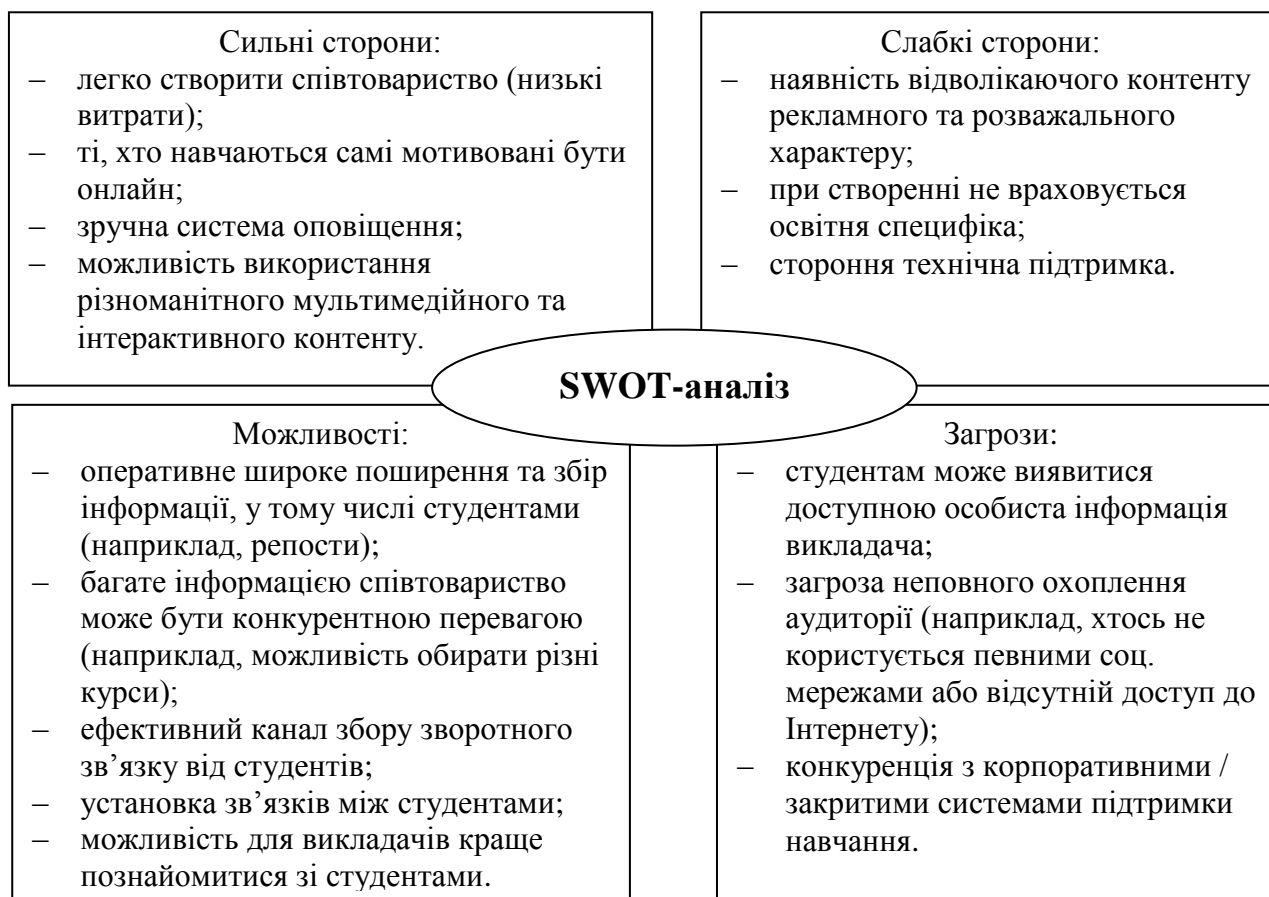 Сильні сторони:
– легко створити співтовариство (низькі
витрати);
– ті, хто навчаються самі мотивовані бути
онлайн;
– зручна система оповіщення;
– можливість використання
різноманітного мультимедійного та
інтерактивного контенту.
Слабкі сторони:
– наявність відволікаючого контенту
рекламного та розважального
характеру;
– при створенні не враховується
освітня специфіка;
– стороння технічна підтримка.
SWOT-аналіз
Можливості:
– оперативне широке поширення та збір
інформації, у тому числі студентами
(наприклад, репости);
– багате інформацією співтовариство
може бути конкурентною перевагою
(наприклад, можливість обирати різні
курси);
– ефективний канал збору зворотного
зв’язку від студентів;
– установка зв’язків між студентами;
– можливість для викладачів краще
познайомитися зі студентами.
Загрози:
– студентам може виявитися
доступною особиста інформація
викладача;
– загроза неповного охоплення
аудиторії (наприклад, хтось не
користується певними соц.
мережами або відсутній доступ до
Інтернету);
– конкуренція з корпоративними /
закритими системами підтримки
навчання.